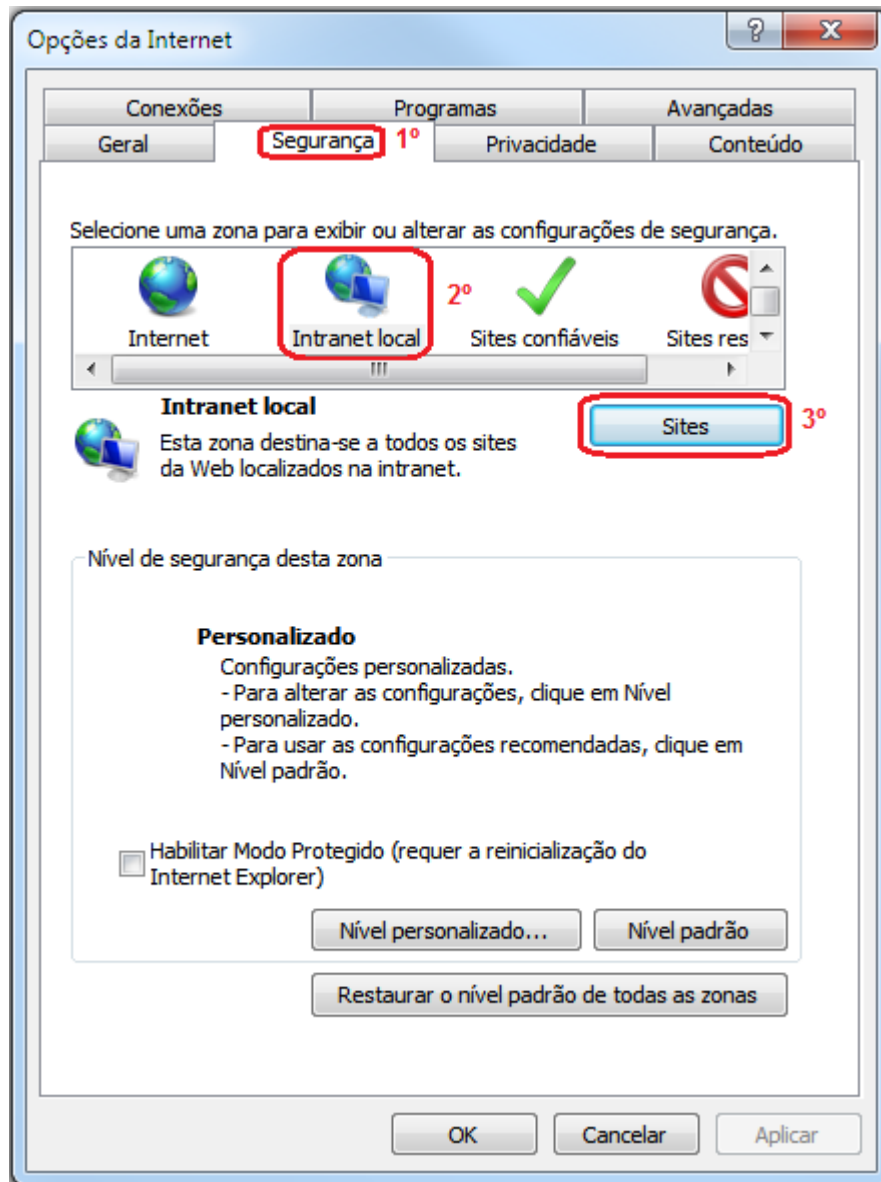 Opções da Internet
?
X
Conexões Programas Avançadas
Geral Segurança 1º Privacidade Conteúdo
Selecione uma zona para exibir ou alterar as configurações de segurança.
2º
Internet Intranet local Sites confiáveis Sites res
Intranet local
Sites 3º
Esta zona destina-se a todos os sites
da Web localizados na intranet.
Nível de segurança desta zona
Personalizado
Configurações personalizadas.
- Para alterar as configurações, clique em Nível
personalizado.
- Para usar as configurações recomendadas, clique em
Nível padrão.
Habilitar Modo Protegido (requer a reinicialização do
Internet Explorer)
Nível personalizado... Nível padrão
Restaurar o nível padrão de todas as zonas
OK Cancelar Aplicar